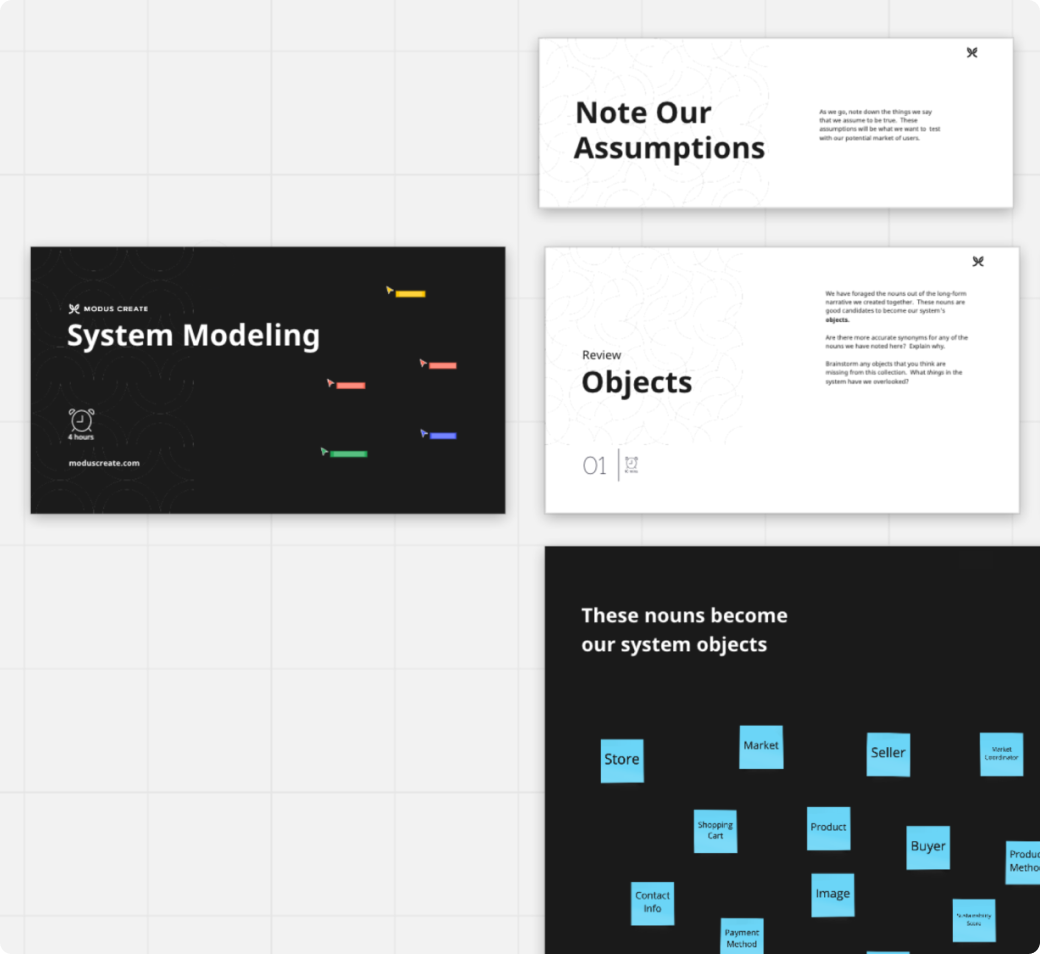 Note Our
Assumptions
As we go, note down the things we say
that we assume to be true. These
assumptions will be what we want to test
with our potential market of users.
MODUS CREATE
System Modeling
4 hours
moduscreate.com
We have foraged the nouns out of the long-form
narrative we created together. These nouns are
good candidates to become our system's
objects.
Are there more accurate synonyms for any of the
nouns we have noted here? Explain why.
Brainstorm any objects that you think are
missing from this collection. What things in the
system have we overlooked?
Review
Objects
01
These nouns become
our system objects
Store
Market
Seller
Market
Coordinator
Shopping
Cart
Product
Buyer
Produc
Metho
Contact
Info
Image
Sustainability
Score
Payment
Method